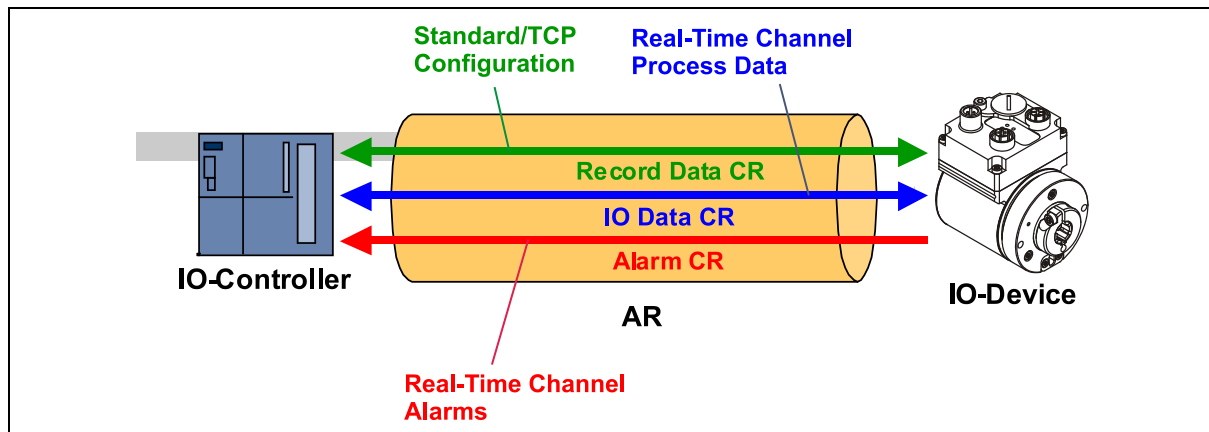 Standard/TCP
Configuration
Real-Time Channel
Process Data
Record Data CR
IO Data CR
Alarm CR
IO-Controller
IO-Device
AR
Real-Time Channel
Alarms